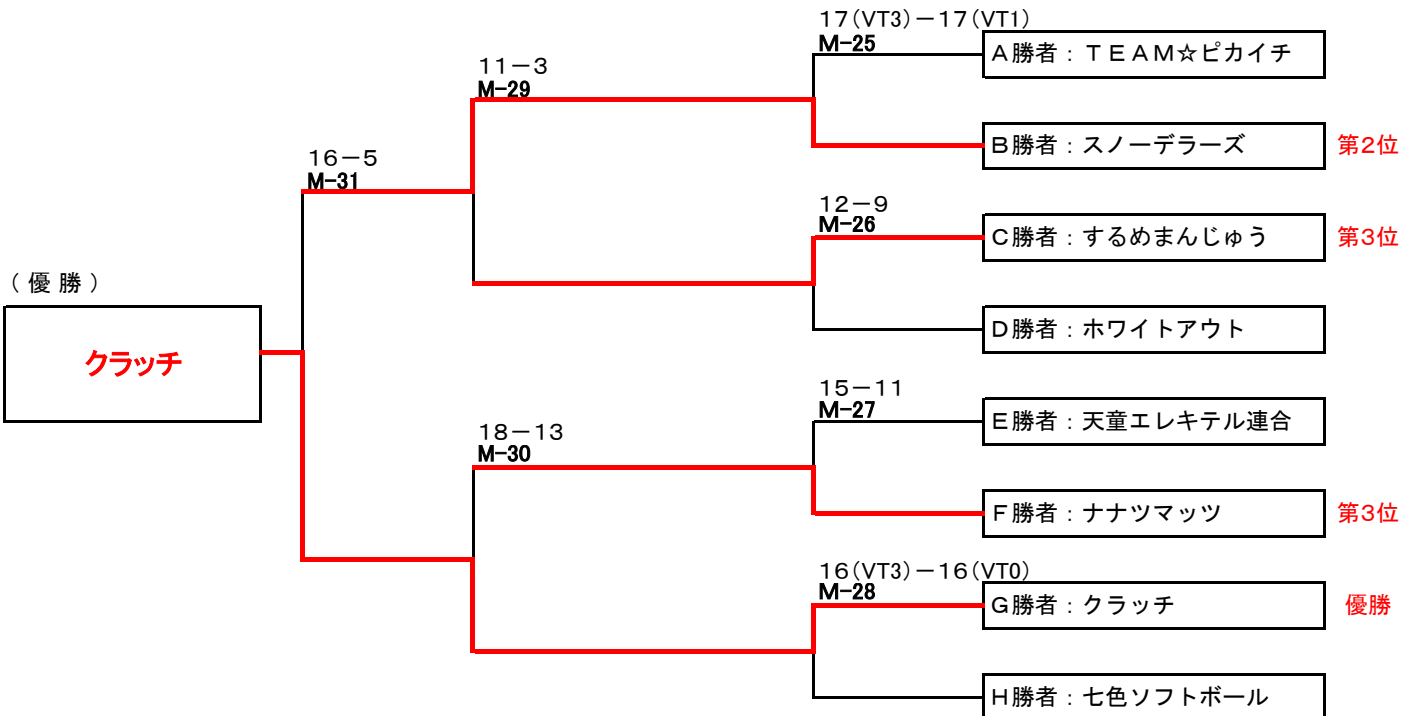 17(VT3)－17(VT1)
M-25
A勝者：ＴＥＡＭ☆ピカイチ
11－3
M-29
B勝者：スノーデラーズ 第2位
16－5
M-31
12－9
M-26
C勝者：するめまんじゅう 第3位
（ 優 勝 ）
D勝者：ホワイトアウト
クラッチ
15－11
M-27
E勝者：天童エレキテル連合
18－13
M-30
F勝者：ナナツマッツ 第3位
16(VT3)－16(VT0)
M-28
G勝者：クラッチ 優勝
H勝者：七色ソフトボール